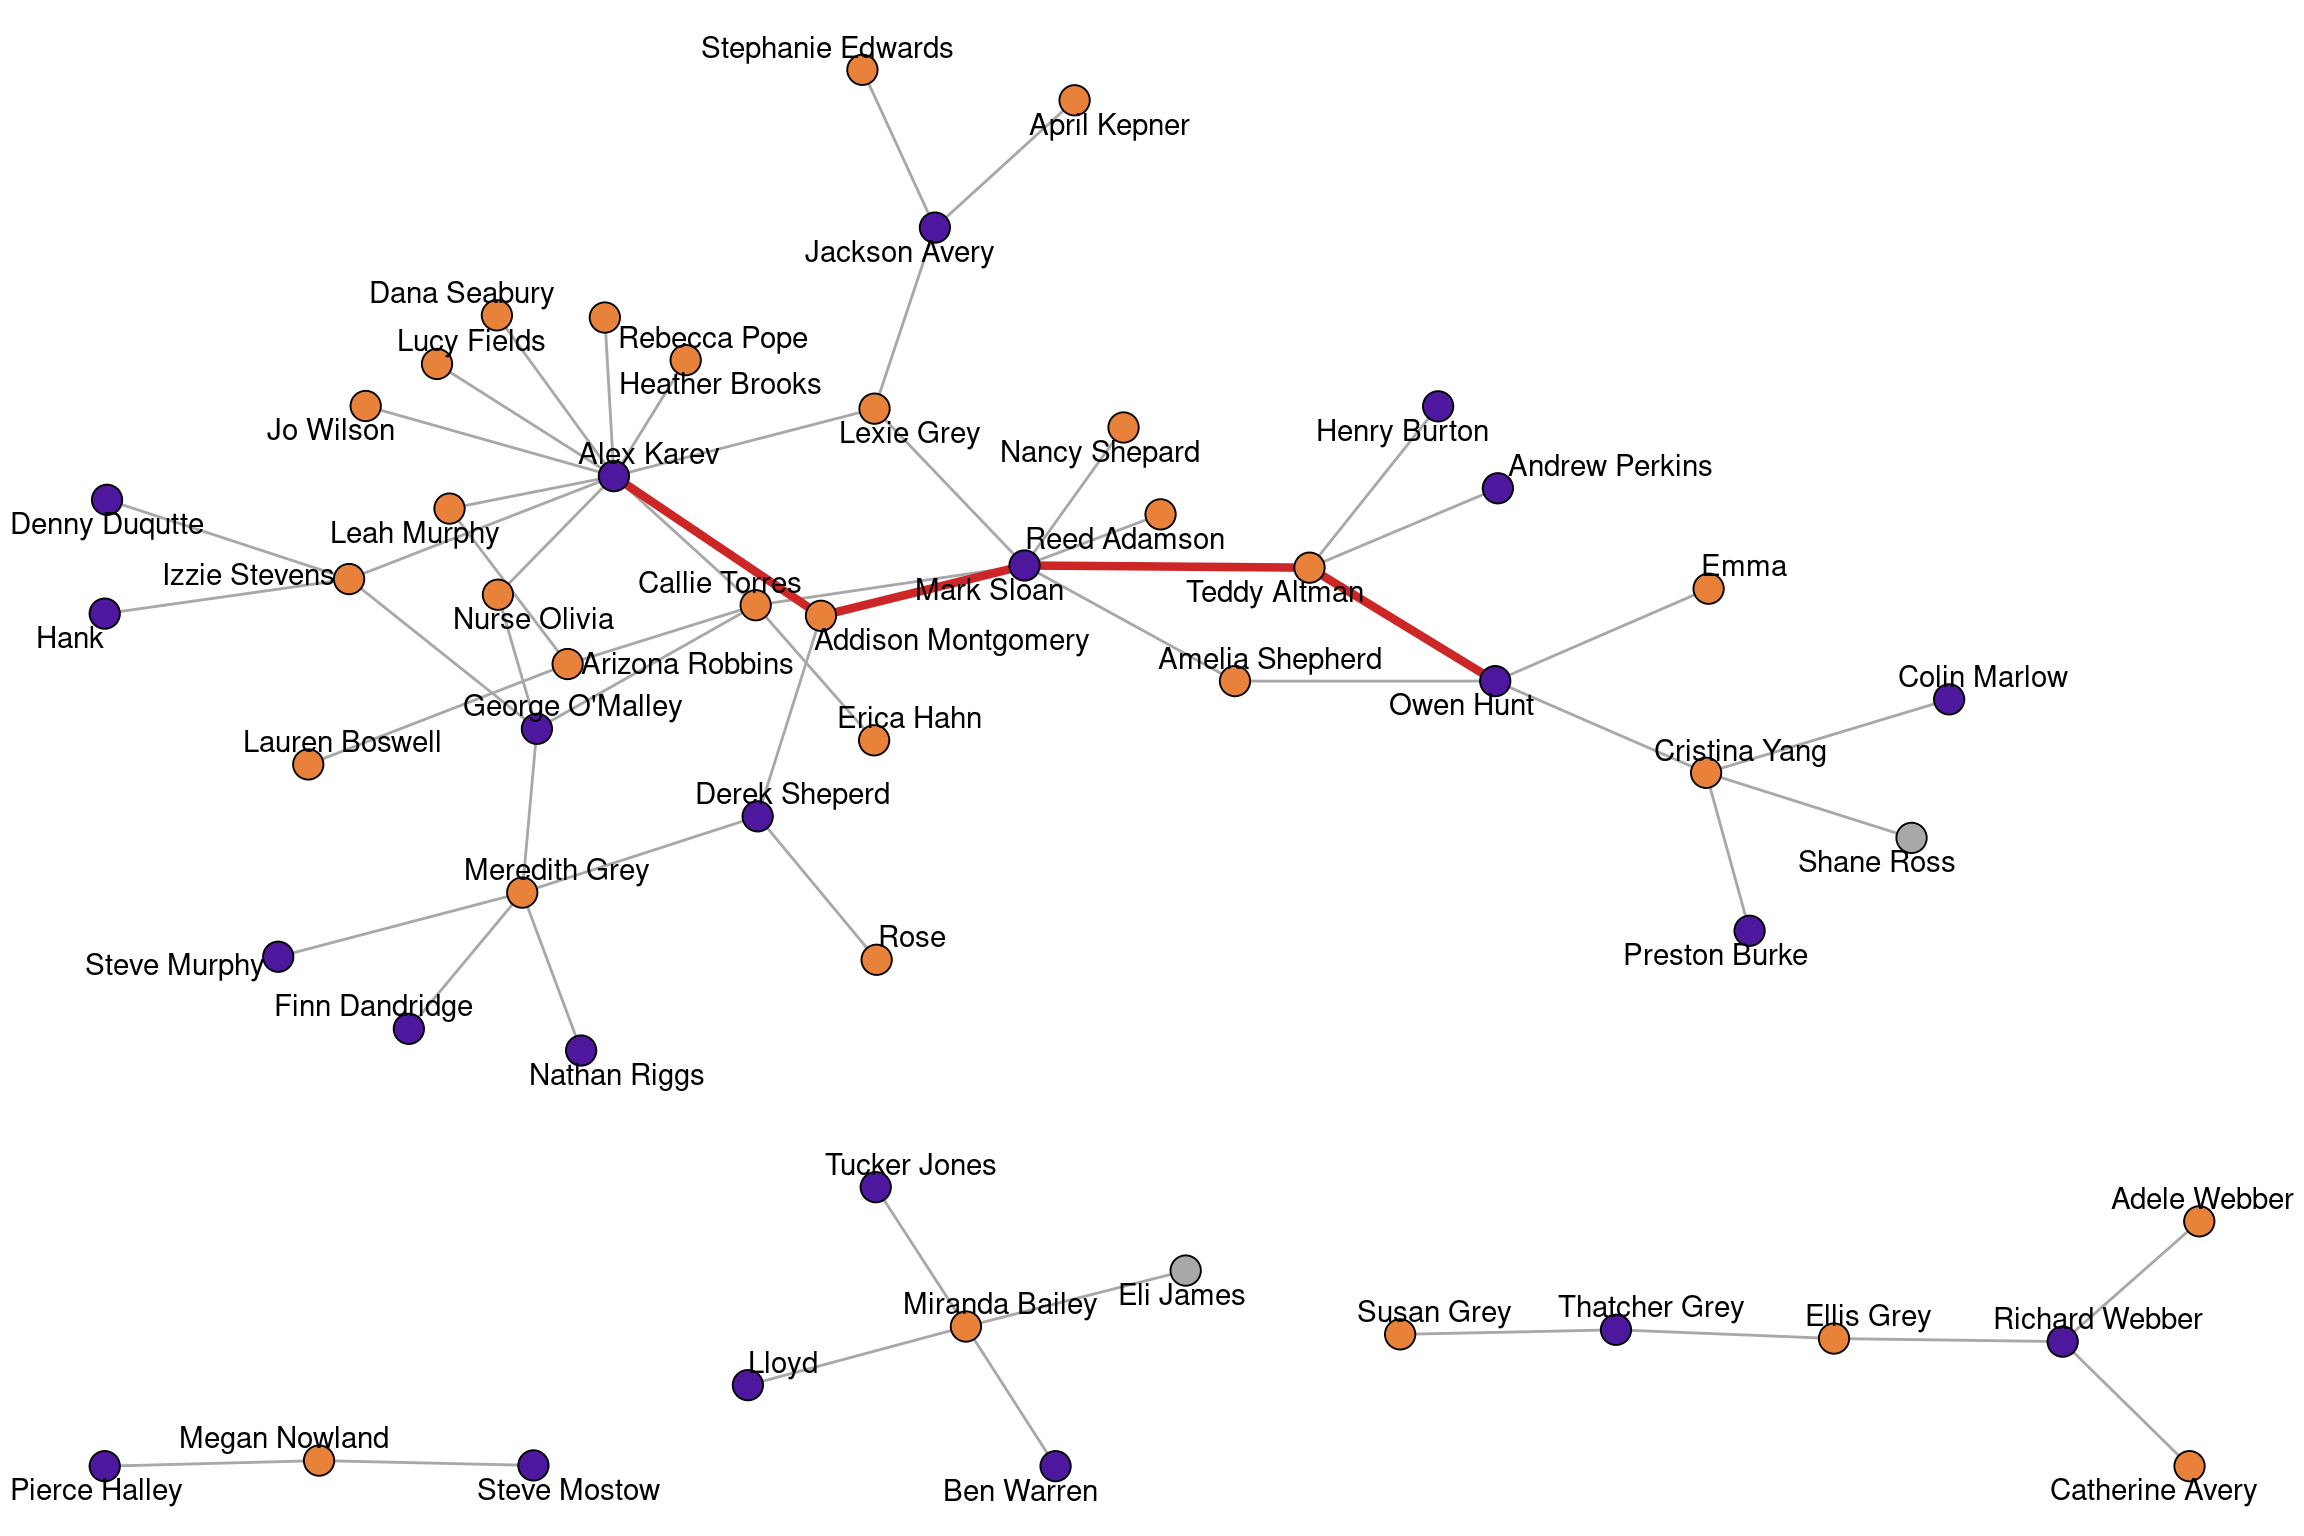 Stephanie Edwards
April Kepner
Jackson Avery
Dana Seabury
Lucy Fields
Rebecca Pope
Heather Brooks
Jo Wilson
Lexie Grey
Alex Karev
Nancy Shepard
Henry Burton
Andrew Perkins
Denny Duqutte
Leah Murphy
Reed Adamson
Emma
Izzie Stevens
Callie Torres
Mark Sloan
Teddy Altman
Hank
Nurse Olivia
Addison Montgomery
Arizona Robbins
Amelia Shepherd
Colin Marlow
George O'Malley
Owen Hunt
Erica Hahn
Lauren Boswell
Cristina Yang
Derek Sheperd
Shane Ross
Meredith Grey
Rose
Preston Burke
Steve Murphy
Finn Dandridge
Nathan Riggs
Tucker Jones
Adele Webber
Eli James
Miranda Bailey
Susan Grey
Thatcher Grey
Ellis Grey
Richard Webber
Lloyd
Megan Nowland
Pierce Halley
Steve Mostow
Ben Warren
Catherine Avery